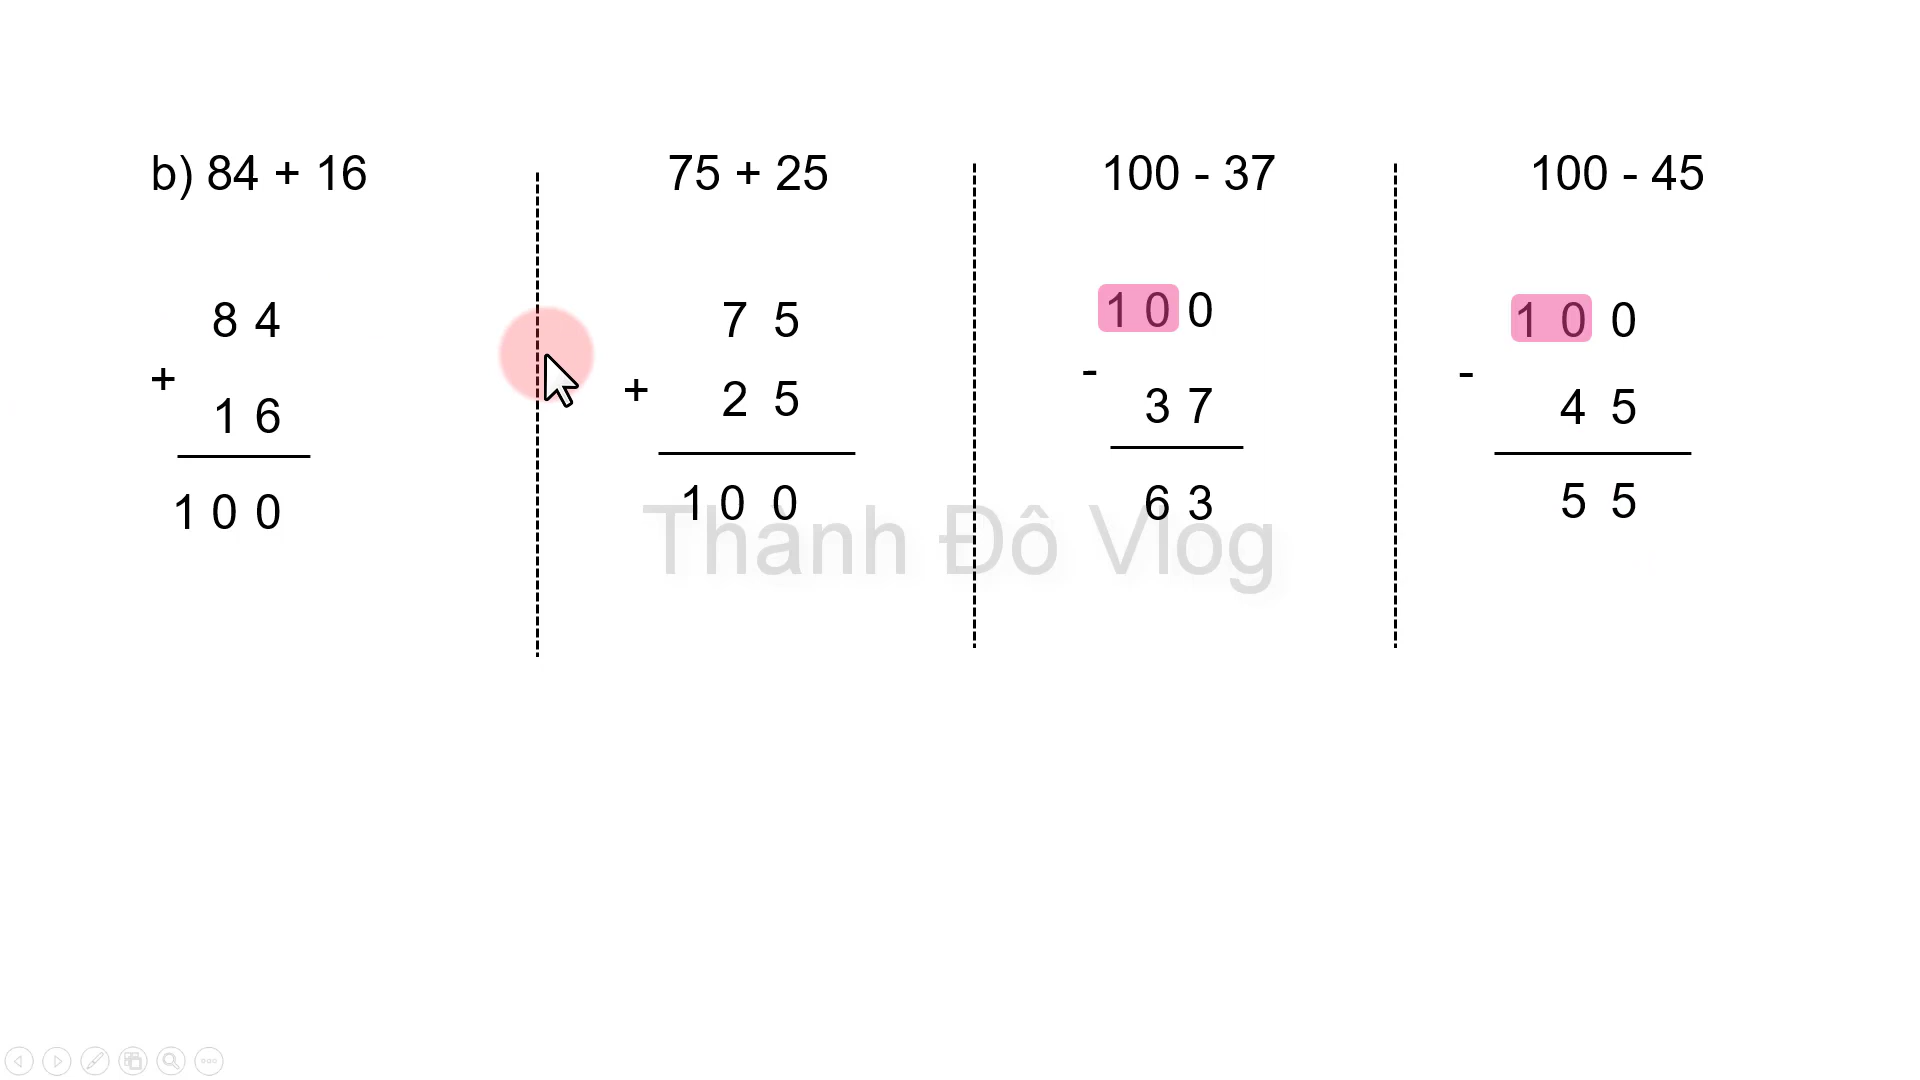 b) 84 + 16
8 4
+
1 6
1 0 0
75 + 25
7 5
+
2 5
1 0 0
100 - 37
1 0 0
-
3 7
6 3
100 - 45
1 0 0
-
4 5
5 5
Thanh Đô Vlog